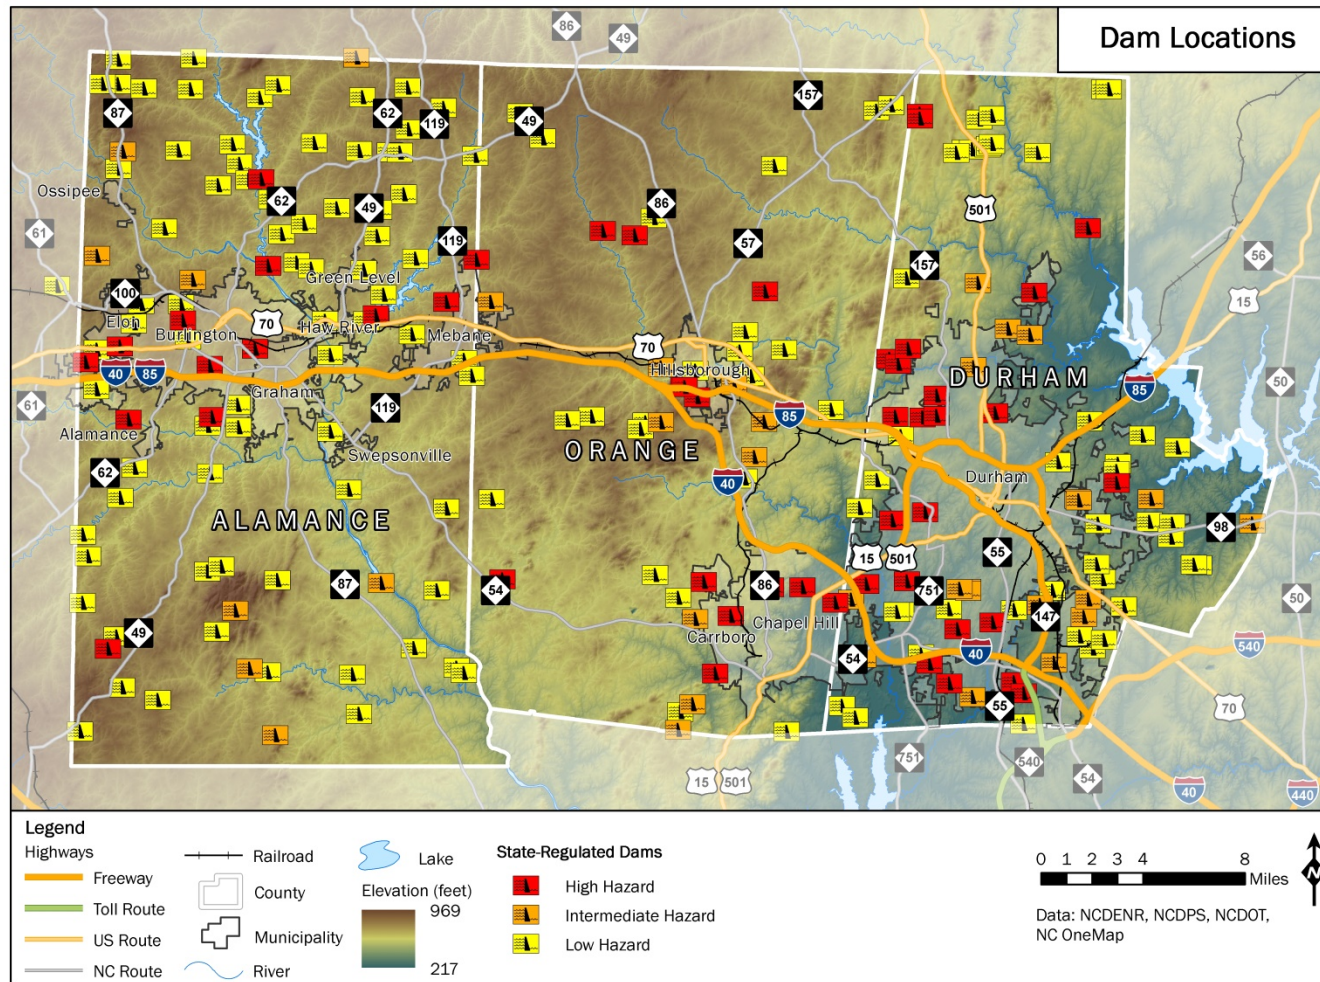 Dam Locations
86
49
87
62
119
49
157
157
62
49
86
57
119
501
61
Ossipee
Green Level
100
Elon
Burlington
70
Haw River
Mebane
70
Hillsborough
56
15
40
85
Graham
119
85
DURHAM
85
50
61
Alamance
Swepsonville
ORANGE
40
Durham
62
ALAMANCE
98
15
501
55
87
54
86
751
147
50
49
Carrboro
Chapel Hill
54
40
540
55
70
15
501
751
540
54
40
440
Legend
Highways
Freeway
Toll Route
US Route
NC Route
Railroad
County
Municipality
River
Lake
Elevation (feet)
969
217
State-Regulated Dams
High Hazard
Intermediate Hazard
Low Hazard
0 1 2 3 4 8
Miles
N
Data: NCDENR, NCDPS, NCDOT,
NC OneMap